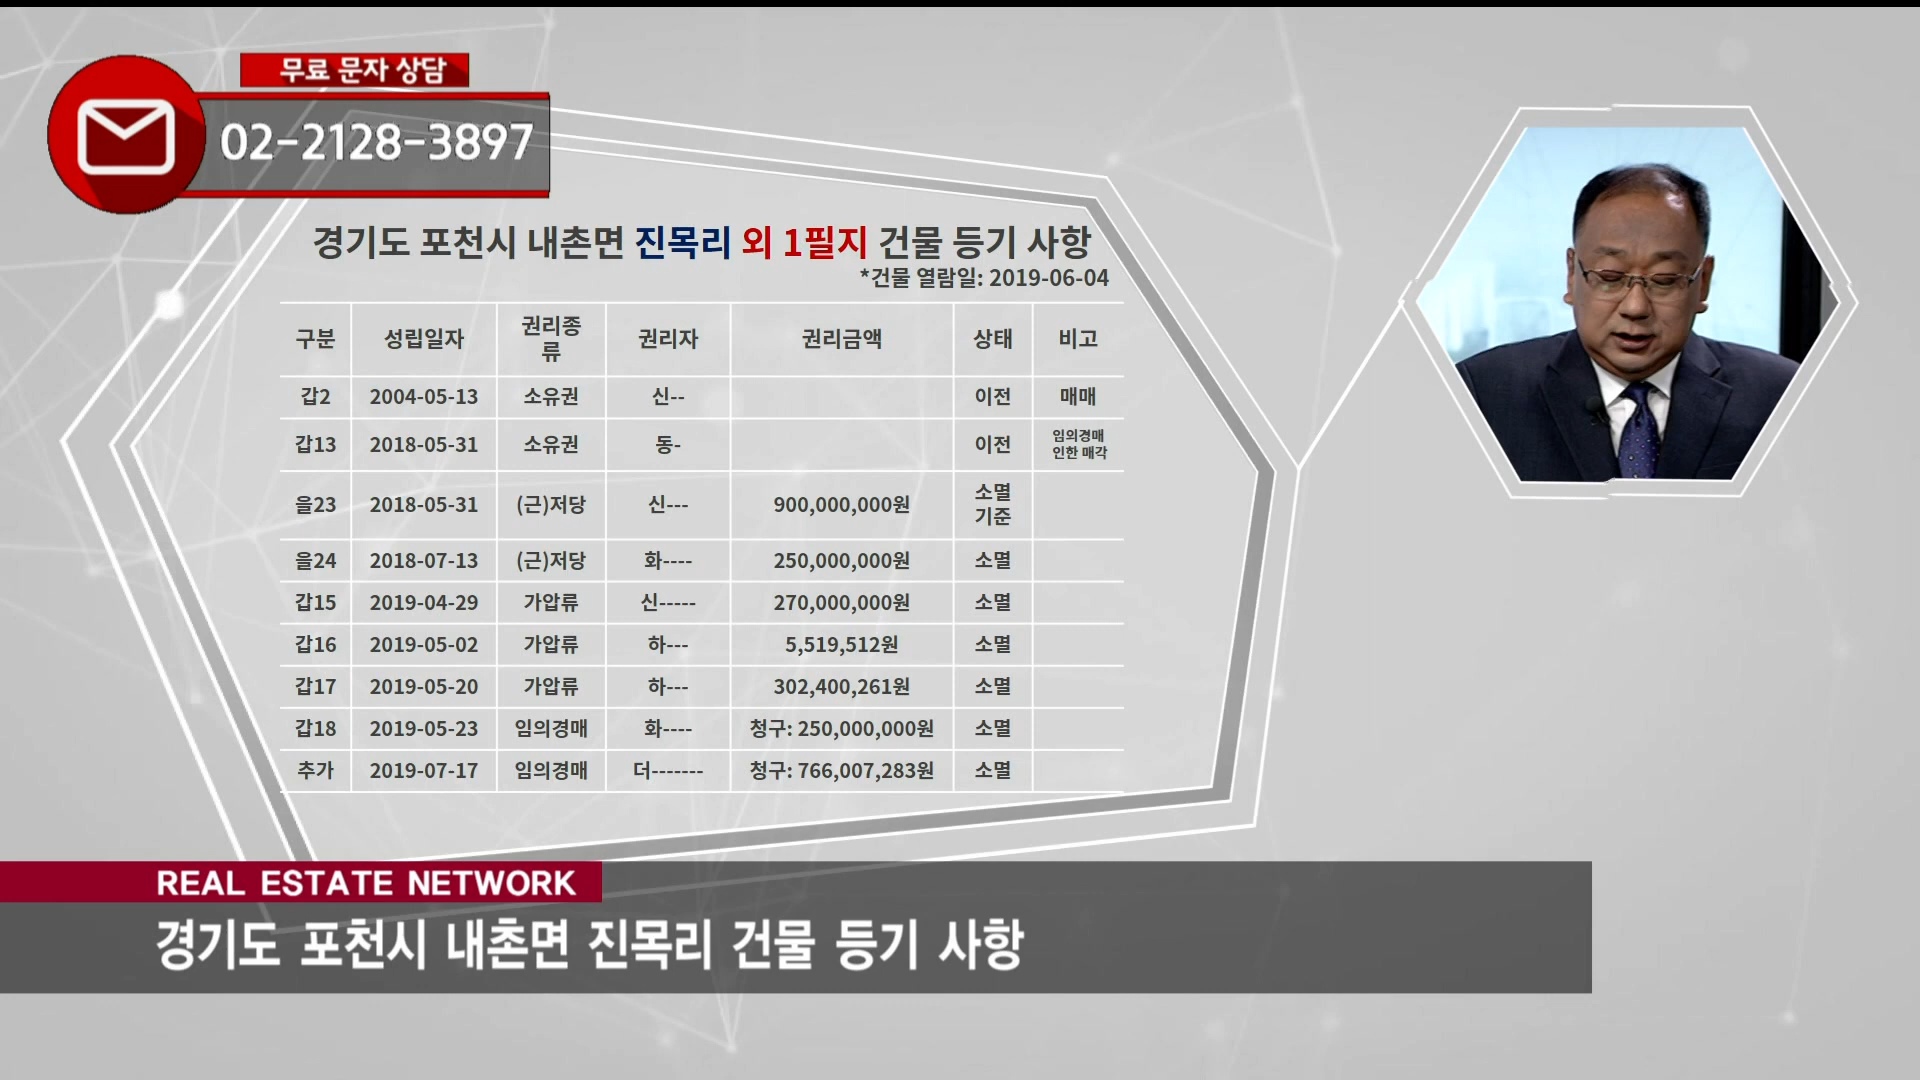 무료 문자 상담
02-2128-3897
경기도 포천시 내촌면 진목리 외 1필지 건물 등기 사항
*건물 열람일: 2019-06-04
구분 성립일자 권리종류 권리자 권리금액 상태 비고
갑2 2004-05-13 소유권 신-- 이전 매매
갑13 2018-05-31 소유권 동- 이전 임의경매 인한 매각
을23 2018-05-31 (근)저당 신--- 900,000,000원 소멸기준
을24 2018-07-13 (근)저당 화---- 250,000,000원 소멸
갑15 2019-04-29 가압류 신----- 270,000,000원 소멸
갑16 2019-05-02 가압류 하--- 5,519,512원 소멸
갑17 2019-05-20 가압류 하--- 302,400,261원 소멸
갑18 2019-05-23 임의경매 화---- 청구: 250,000,000원 소멸
추가 2019-07-17 임의경매 더------- 청구: 766,007,283원 소멸
REAL ESTATE NETWORK
경기도 포천시 내촌면 진목리 건물 등기 사항